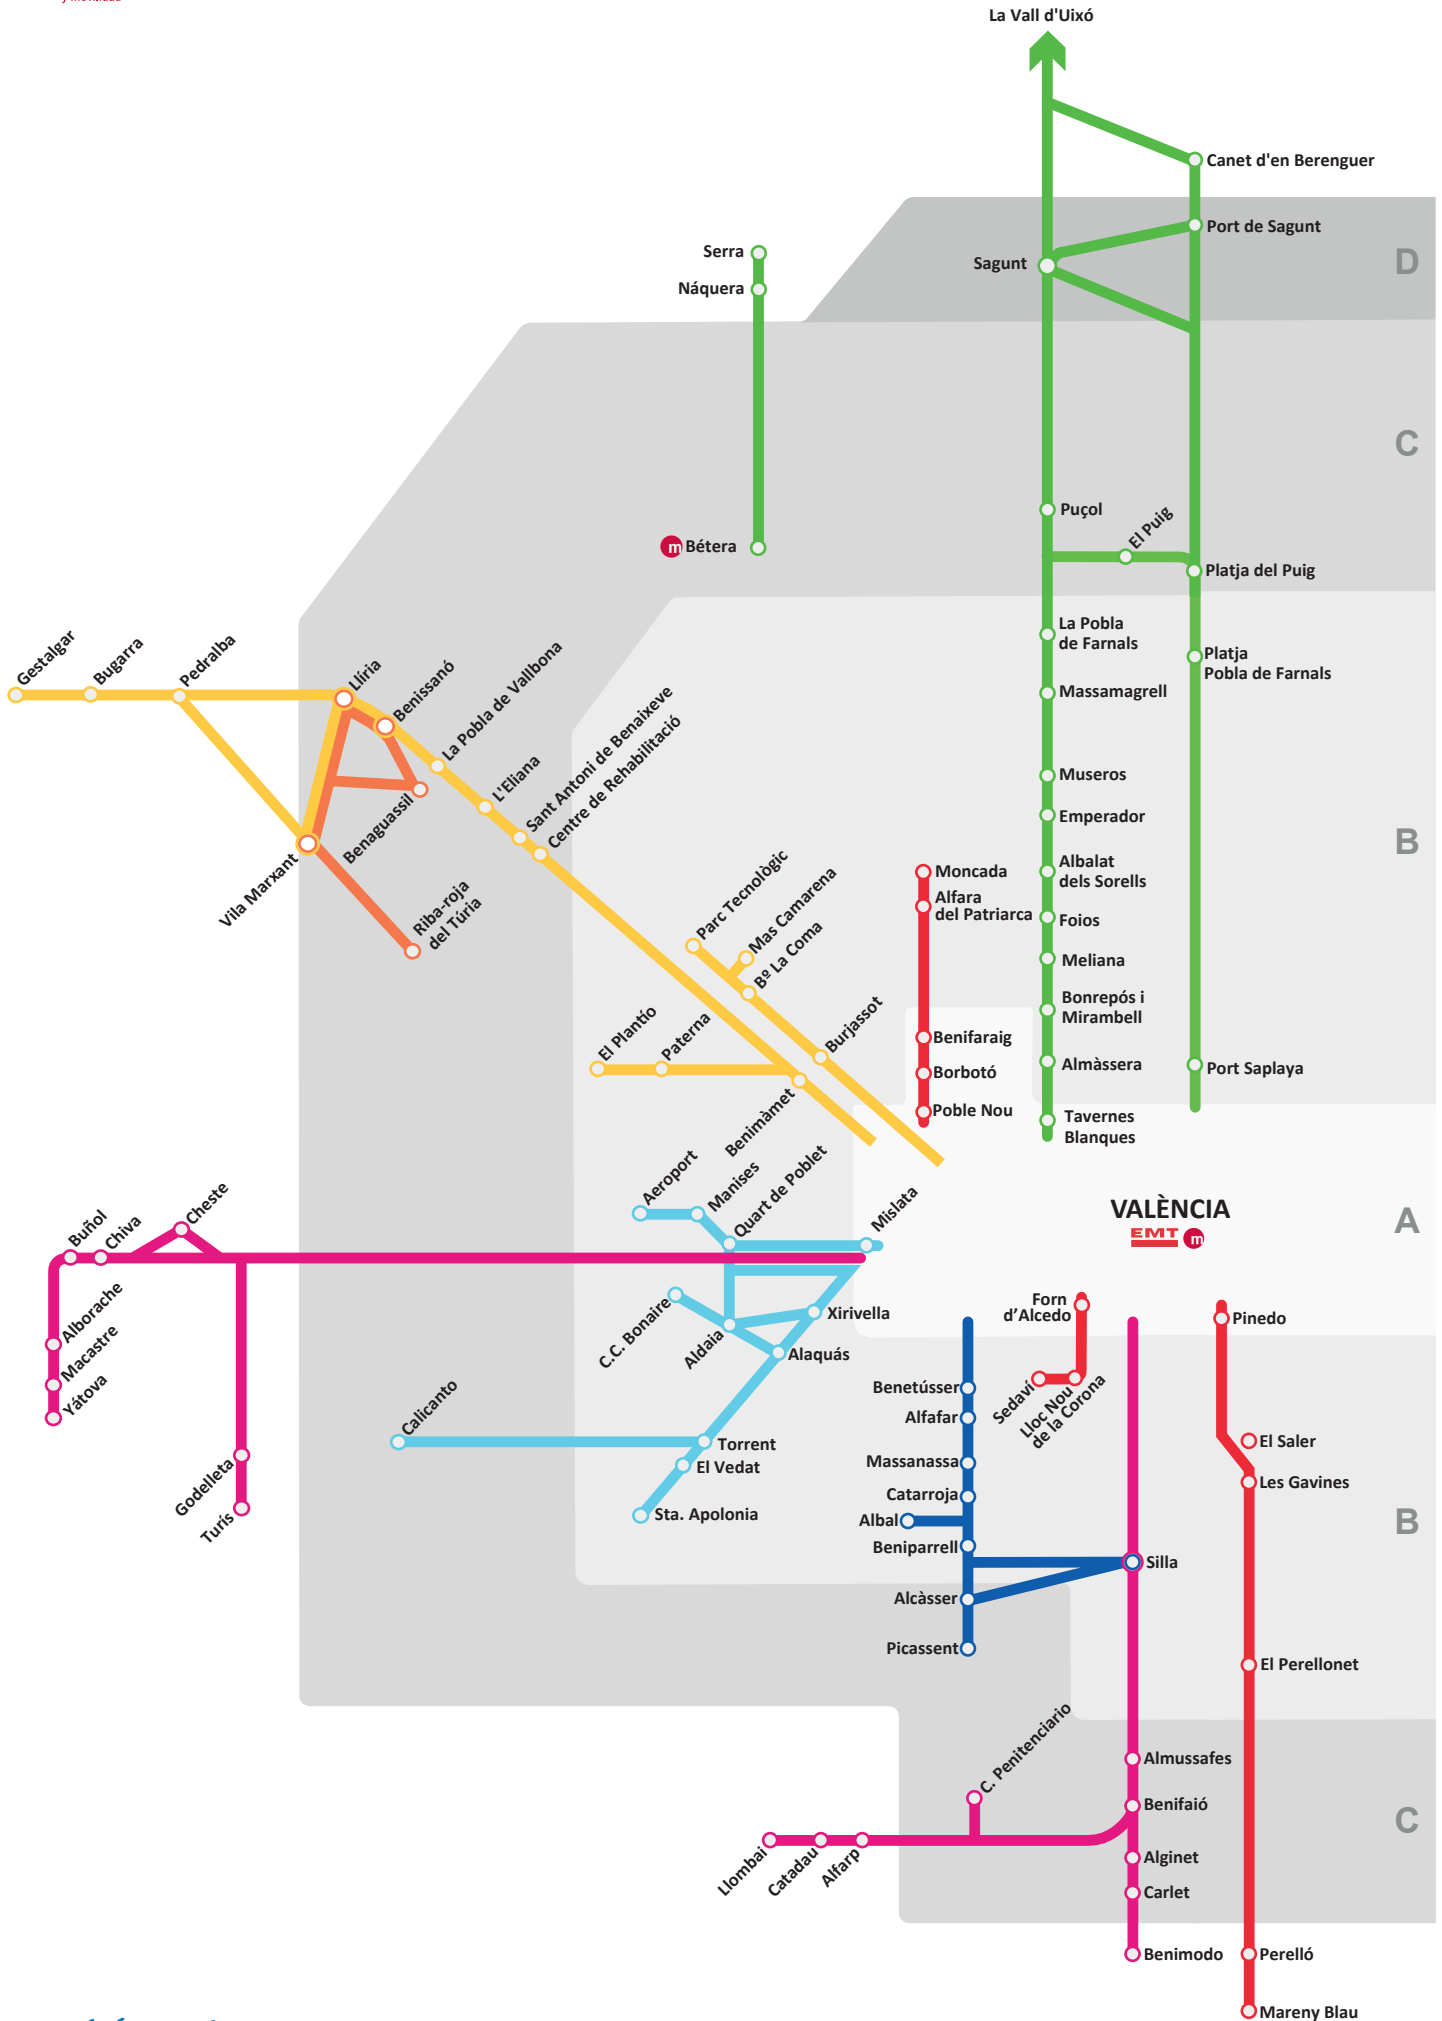 La Vall d'Uixó
Canet d'en Berenguer
Port de Sagunt
Serra
Sagunt
D
Náquera
C
Puçol
El Puig
m Bétera
Platja del Puig
La Pobla
de Farnals
Platja
Pobla de Farnals
Gestalgar
Bugarra
Pedralba
Llíria
Benissanó
La Pobla de Vallbona
L'Eliana
Sant Antoni de Benaixeve
Centre de Rehabilitació
Benaguassil
Vila Marxant
Riba-roja
del Túria
Massamagrell
Museros
Emperador
B
Albalat
dels Sorells
Moncada
Alfara
del Patriarca
Foios
Meliana
Bonrepós i
Mirambell
Parc Tecnològic
Mas Camarena
Bº La Coma
Burjassot
El Plantío
Paterna
Benimàmet
Benifaraig
Borbotó
Poble Nou
Almàssera
Port Saplaya
Tavernes
Blanques
Aeroport
Manises
Quart de Poblet
Mislata
VALÈNCIA
EMT m
A
Buñol
Chiva
Cheste
Alborache
Macastre
Yátova
Godelleta
Turís
C.C. Bonaire
Aldaia
Xirivella
Alaquás
Calicanto
Torrent
El Vedat
Sta. Apolonia
Forn
d’Alcedo
Pinedo
Sedaví
Lloc Nou
de la Corona
Benetússer
Alfafar
Massanassa
Catarroja
Albal
Beniparrell
Alcàsser
Picassent
El Saler
Les Gavines
B
Silla
El Perellonet
Almussafes
C. Penitenciario
Benifaió
C
Llombai
Catadau
Alfarp
Alginet
Carlet
Benimodo
Perelló
Mareny Blau